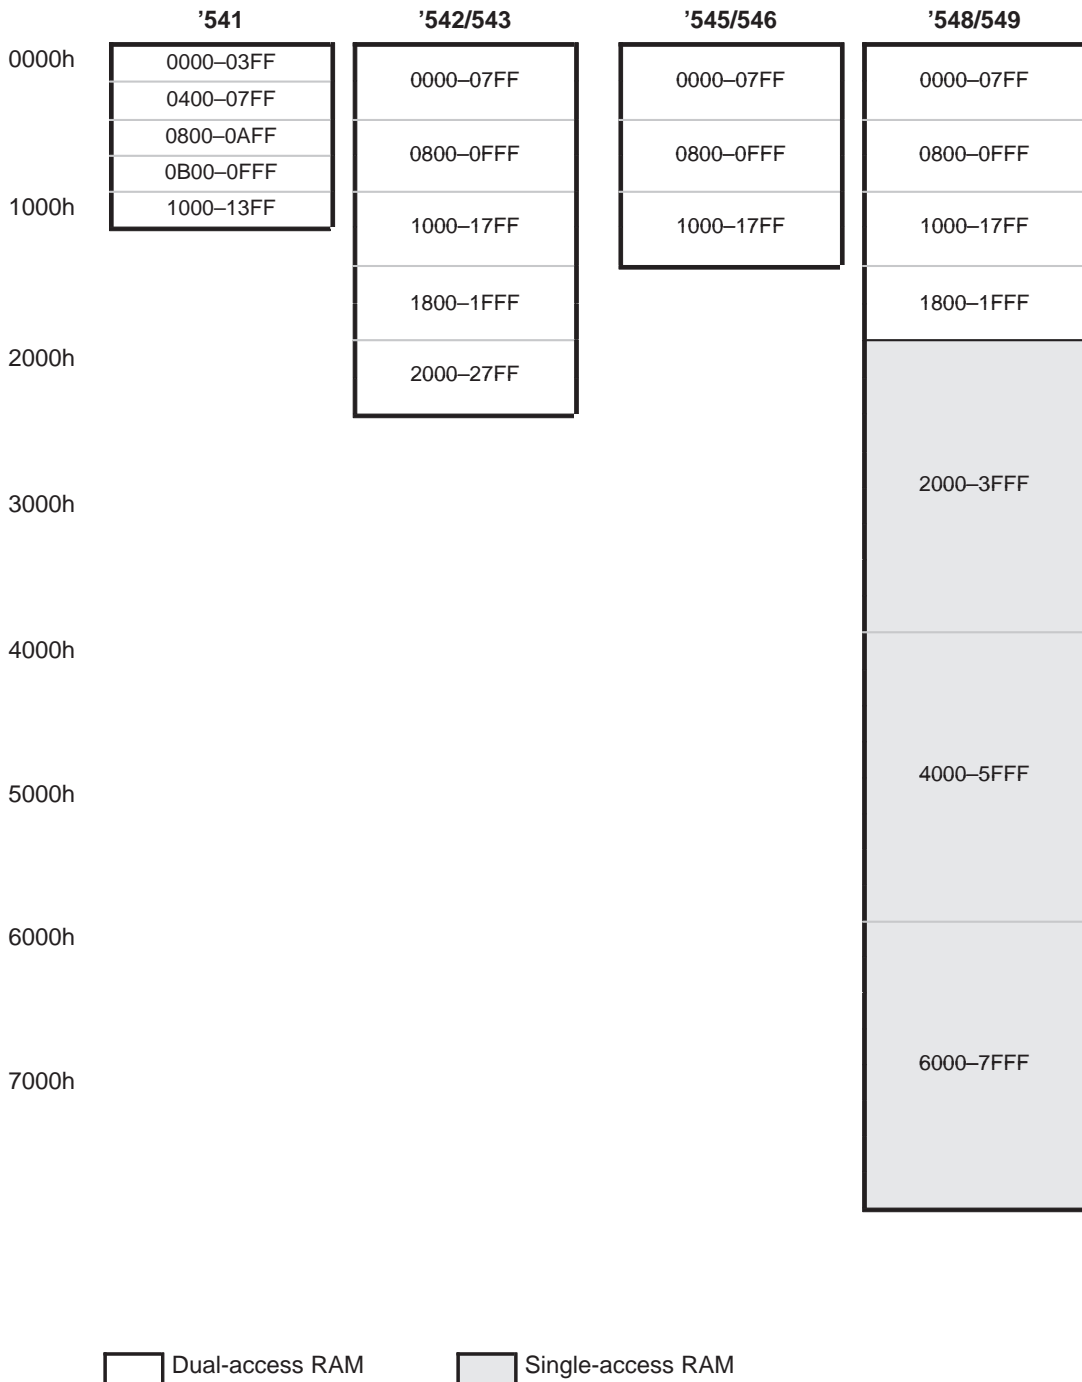 ’541 ’542/543 ’545/546 ’548/549
0000h 0000–03FF 0000–07FF 0000–07FF 0000–07FF
0400–07FF
0800–0AFF 0800–0FFF 0800–0FFF 0800–0FFF
0B00–0FFF
1000h 1000–13FF 1000–17FF 1000–17FF 1000–17FF
1800–1FFF 1800–1FFF
2000h 2000–27FF
2000–3FFF
3000h
4000h
4000–5FFF
5000h
6000h
6000–7FFF
7000h
Dual-access RAM Single-access RAM